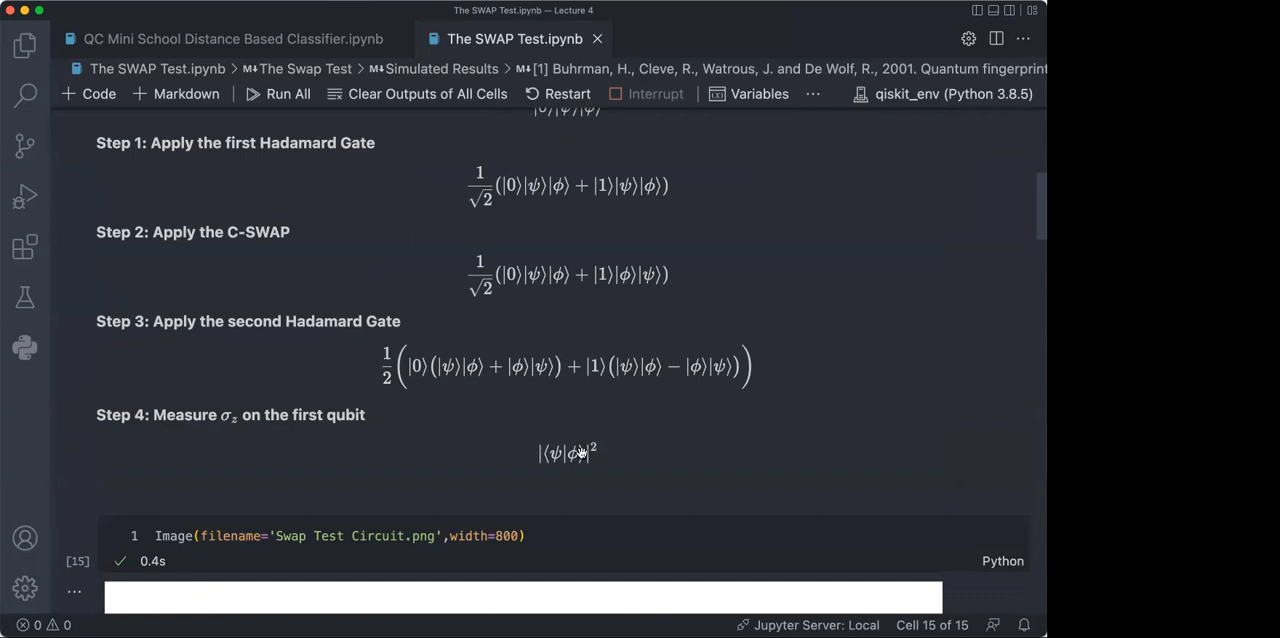 The SWAP Test.ipynb — Lecture 4
QC Mini School Distance Based Classifier.ipynb
The SWAP Test.ipynb
The SWAP Test.ipynb > M↓The Swap Test > M↓Simulated Results > M↓[1] Buhrman, H., Cleve, R., Watrous, J. and De Wolf, R., 2001. Quantum fingerprint
+ Code + Markdown Run All Clear Outputs of All Cells Restart Interrupt Variables ... qiskit_env (Python 3.8.5)
Step 1: Apply the first Hadamard Gate
1/√2(|0⟩|ψ⟩|ϕ⟩ + |1⟩|ψ⟩|ϕ⟩)
Step 2: Apply the C-SWAP
1/√2(|0⟩|ψ⟩|ϕ⟩ + |1⟩|ϕ⟩|ψ⟩)
Step 3: Apply the second Hadamard Gate
1/2(|0⟩(|ψ⟩|ϕ⟩ + |ϕ⟩|ψ⟩) + |1⟩(|ψ⟩|ϕ⟩ − |ϕ⟩|ψ⟩))
Step 4: Measure σz on the first qubit
|⟨ψ|ϕ⟩|²
1 Image(filename='Swap Test Circuit.png',width=800)
[15] ✓ 0.4s Python
...
0 0 Jupyter Server: Local Cell 15 of 15